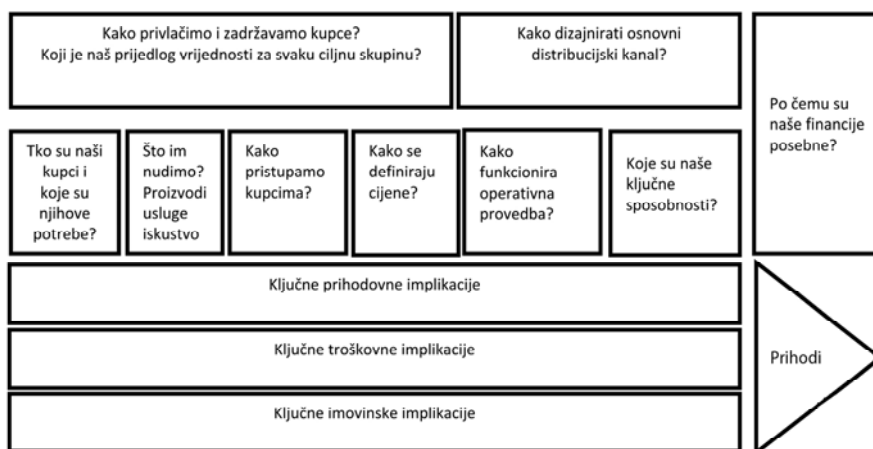 Kako privlačimo i zadržavamo kupce?
Koji je naš prijedlog vrijednosti za svaku ciljnu skupinu?
Kako dizajnirati osnovni
distribucijski kanal?
Po čemu su
naše financije
posebne?
Tko su naši
kupci i
koje su
njihove
potrebe?
Što im
nudimo?
Proizvodi
usluge
iskustvo
Kako
pristupamo
kupcima?
Kako se
definiraju
cijene?
Kako
funkcionira
operativna
provedba?
Koje su naše
ključne
sposobnosti?
Ključne prihodovne implikacije
Ključne troškovne implikacije
Ključne imovinske implikacije
Prihodi